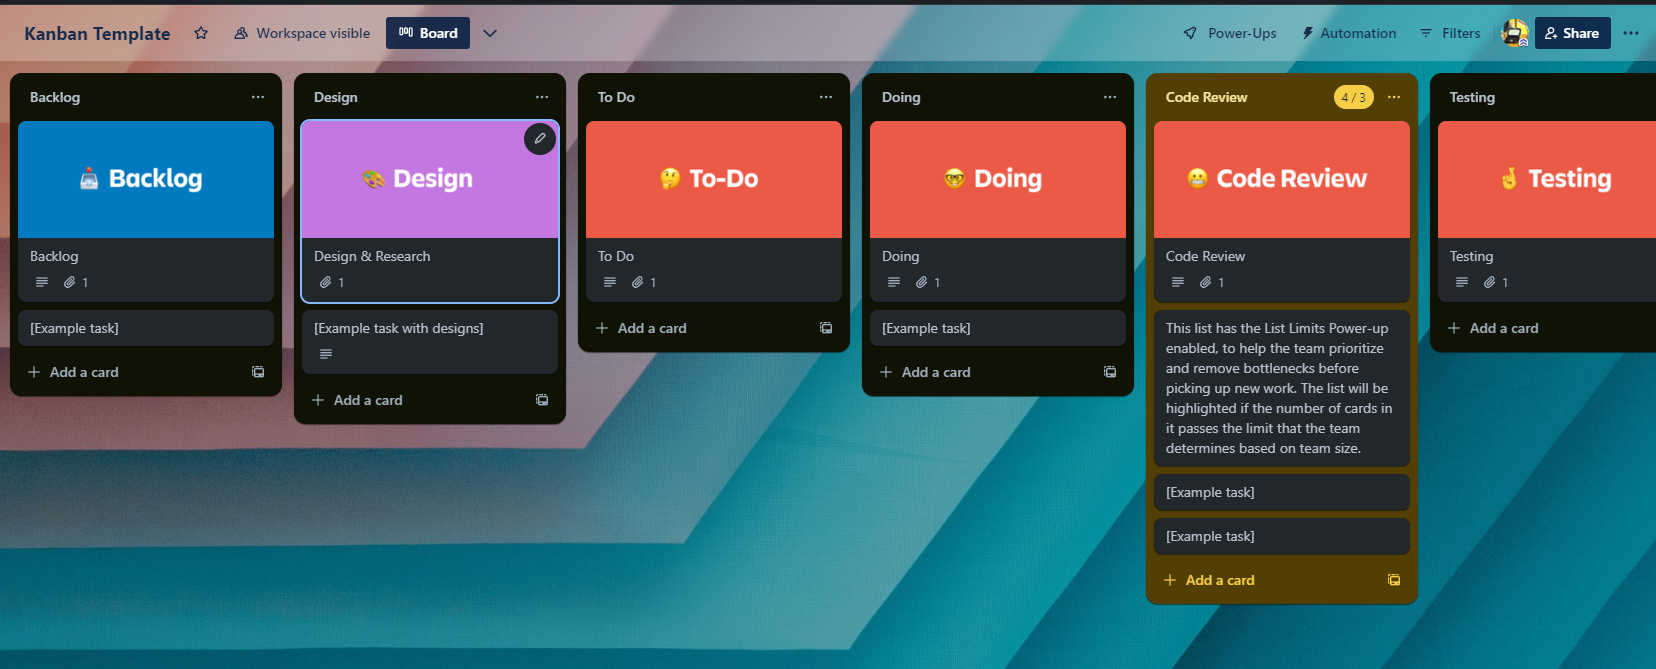 Kanban Template
Workspace visible
Board
Power-Ups
Automation
Filters
Share
Backlog
Backlog
Backlog
1
[Example task]
Add a card
Design
Design
Design & Research
1
[Example task with designs]
Add a card
To Do
To-Do
To Do
1
Add a card
Doing
Doing
Doing
1
[Example task]
Add a card
Code Review
4 / 3
Code Review
Code Review
1
This list has the List Limits Power-up
enabled, to help the team prioritize
and remove bottlenecks before
picking up new work. The list will be
highlighted if the number of cards in
it passes the limit that the team
determines based on team size.
[Example task]
[Example task]
Add a card
Testing
Testing
Testing
1
Add a card